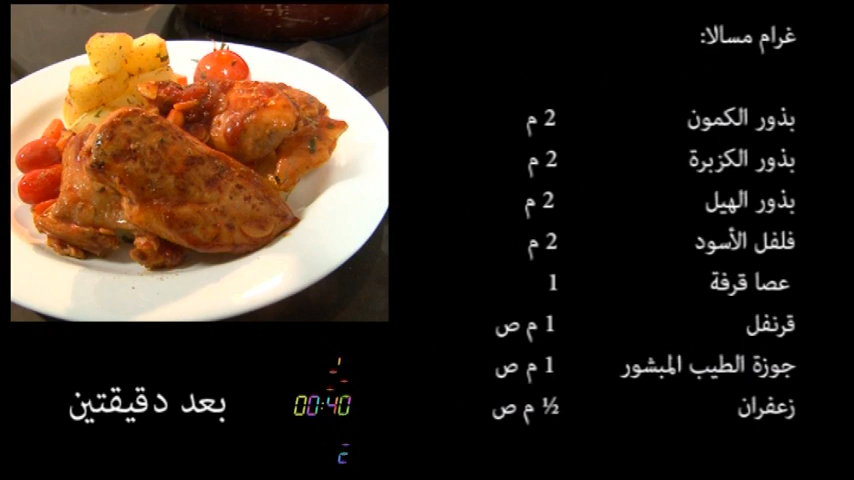 غرام مسالا:
بذور الكمون 2 م
بذور الكزبرة 2 م
بذور الهيل 2 م
فلفل الأسود 2 م
عصا قرفة 1
قرنفل 1 م ص
جوزة الطيب المبشور 1 م ص
زعفران ½ م ص
بعد دقيقتين
00:40